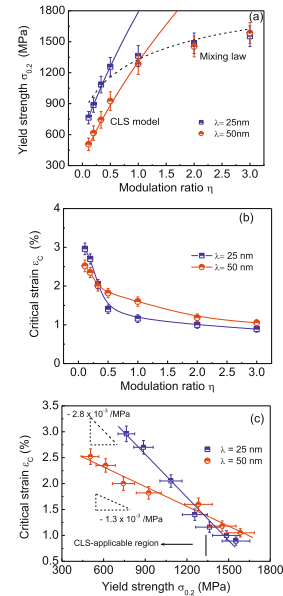 (a)
Yield strength σ0.2 (MPa)
1800
1500
1200
900
600
300
Mixing law
CLS model
λ= 25nm
λ= 50nm
0.0 0.5 1.0 1.5 2.0 2.5 3.0
Modulation ratio η
(b)
Critical strain εC (%)
4
3
2
1
0
λ= 25 nm
λ= 50 nm
0.0 0.5 1.0 1.5 2.0 2.5 3.0
Modulation ratio η
(c)
Critical strain εC (%)
3.5
3.0
2.5
2.0
1.5
1.0
0.5
- 2.8 x 10⁻³ /MPa
λ = 25 nm
λ = 50 nm
- 1.3 x 10⁻³ /MPa
CLS-applicable region
300 600 900 1200 1500 1800
Yield strength σ0.2 (MPa)